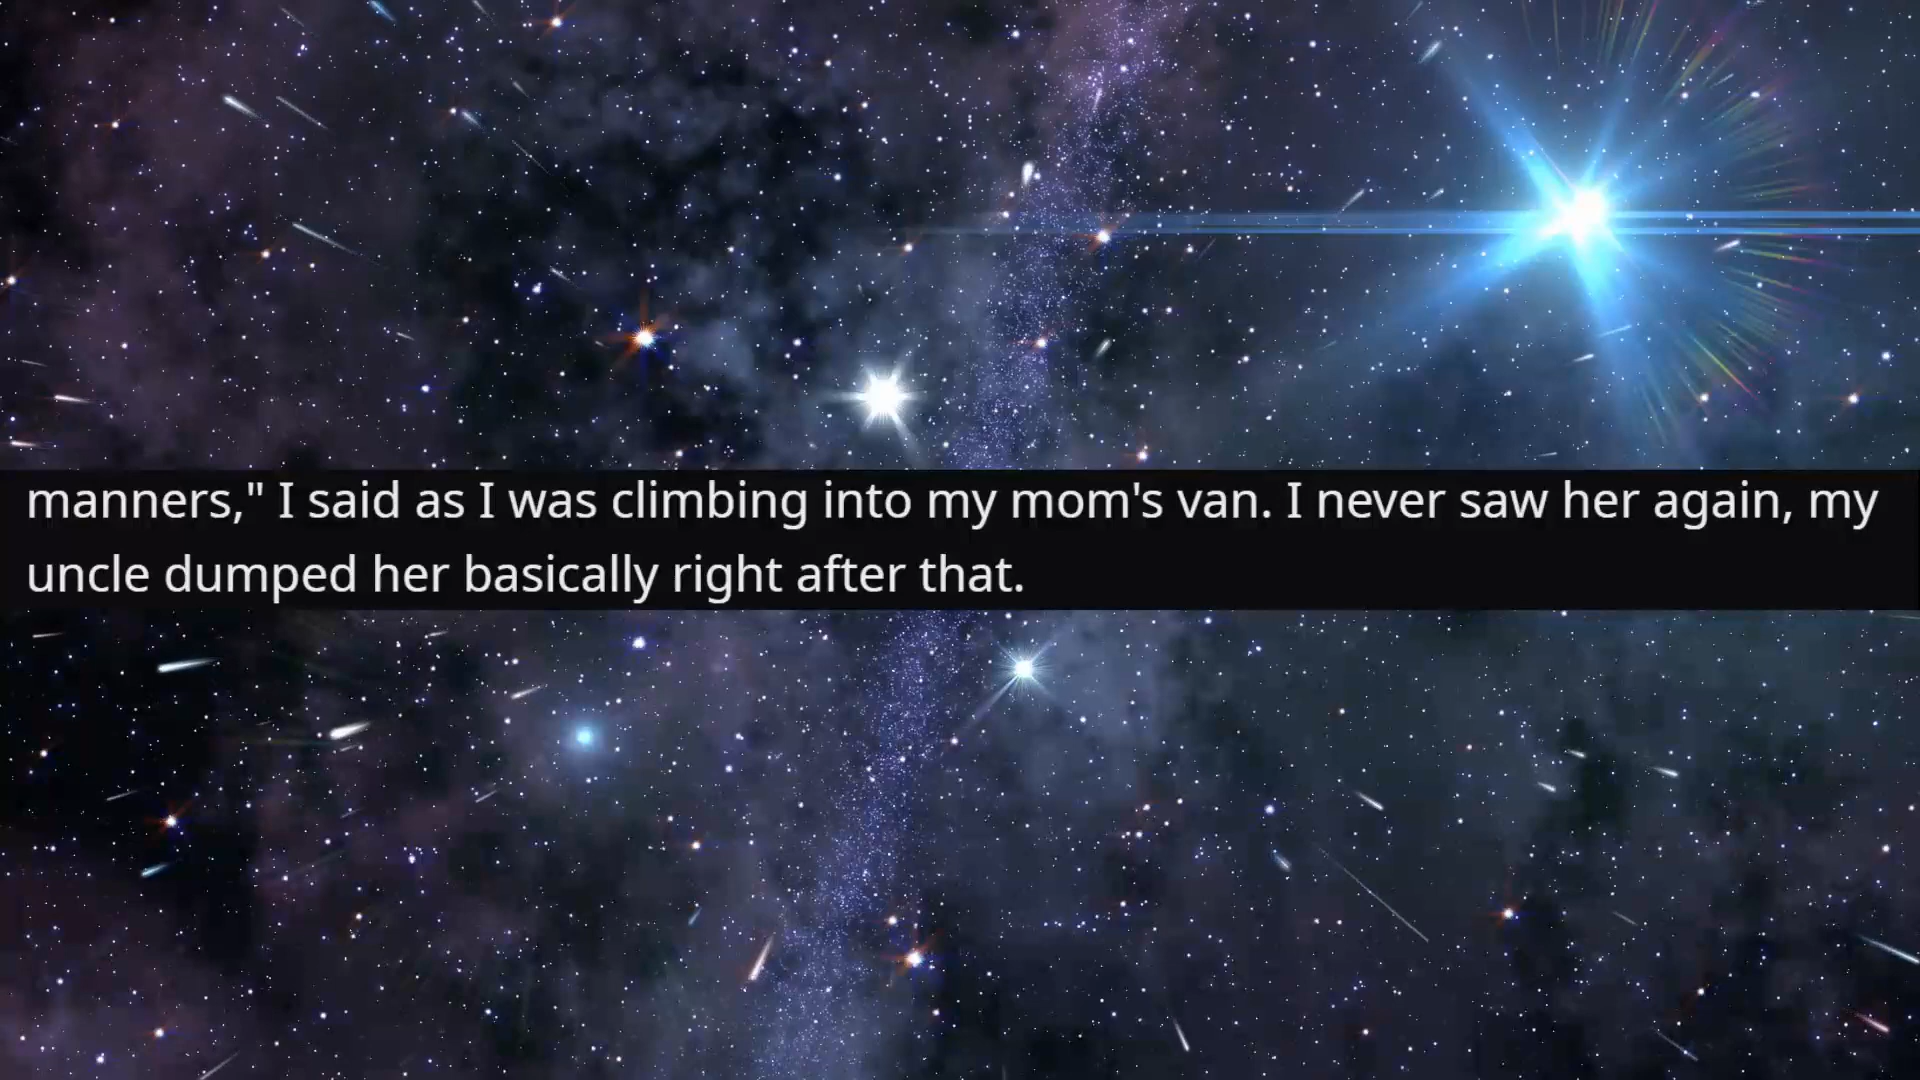 manners," I said as I was climbing into my mom's van. I never saw her again, my
uncle dumped her basically right after that.